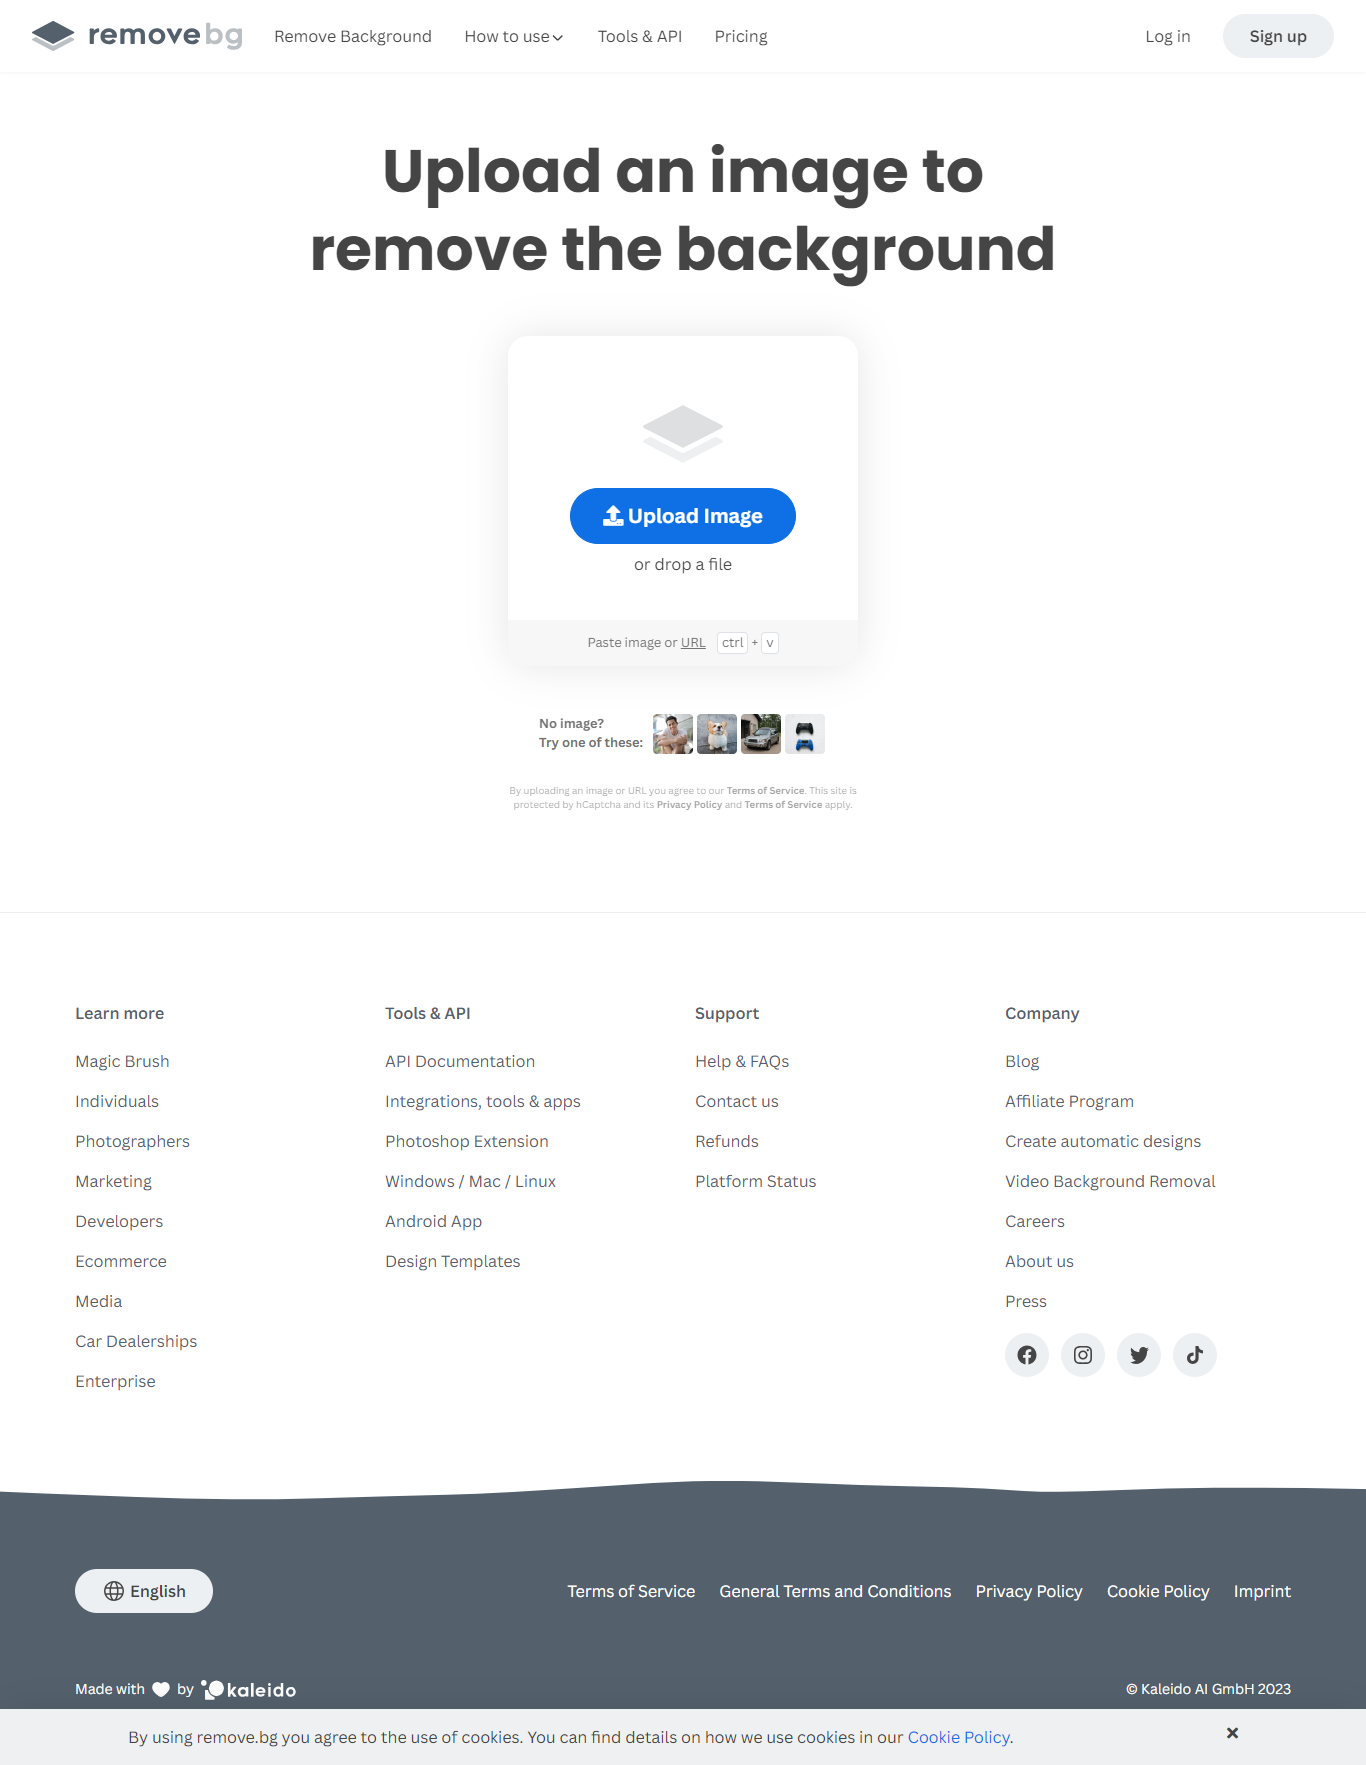 removebg Remove Background How to use Tools & API Pricing Log in Sign up
Upload an image to
remove the background
Upload Image
or drop a file
Paste image or URL ctrl + v
No image?
Try one of these:
By uploading an image or URL you agree to our Terms of Service. This site is
protected by hCaptcha and its Privacy Policy and Terms of Service apply.
Learn more
Magic Brush
Individuals
Photographers
Marketing
Developers
Ecommerce
Media
Car Dealerships
Enterprise
Tools & API
API Documentation
Integrations, tools & apps
Photoshop Extension
Windows / Mac / Linux
Android App
Design Templates
Support
Help & FAQs
Contact us
Refunds
Platform Status
Company
Blog
Affiliate Program
Create automatic designs
Video Background Removal
Careers
About us
Press
English
Terms of Service General Terms and Conditions Privacy Policy Cookie Policy Imprint
Made with by kaleido
© Kaleido AI GmbH 2023
By using remove.bg you agree to the use of cookies. You can find details on how we use cookies in our Cookie Policy.